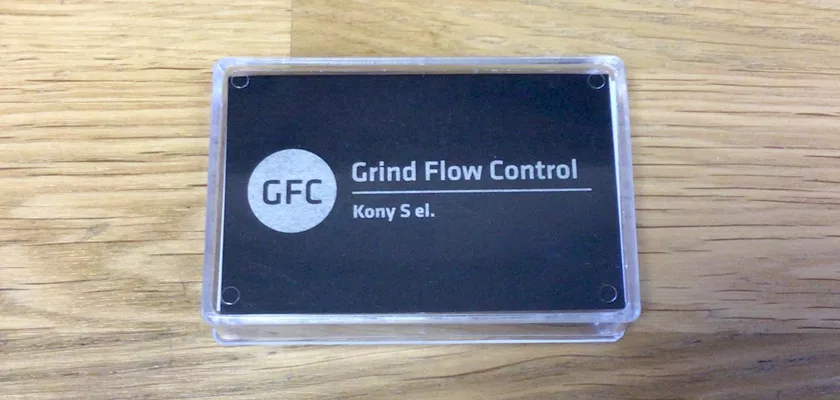 GFC
Grind Flow Control
Kony S el.